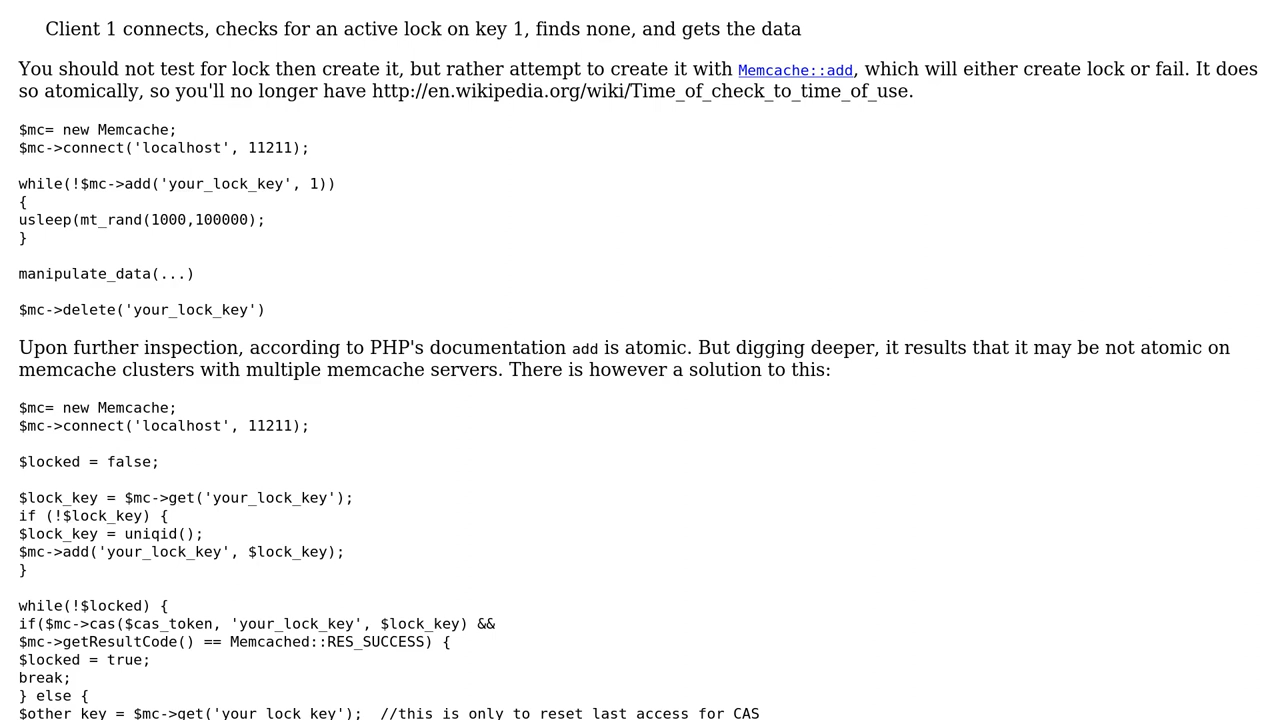 Client 1 connects, checks for an active lock on key 1, finds none, and gets the data
You should not test for lock then create it, but rather attempt to create it with Memcache::add, which will either create lock or fail. It does
so atomically, so you'll no longer have http://en.wikipedia.org/wiki/Time_of_check_to_time_of_use.
$mc= new Memcache;
$mc->connect('localhost', 11211);
while(!$mc->add('your_lock_key', 1))
{
usleep(mt_rand(1000,100000);
}
manipulate_data(...)
$mc->delete('your_lock_key')
Upon further inspection, according to PHP's documentation add is atomic. But digging deeper, it results that it may be not atomic on
memcache clusters with multiple memcache servers. There is however a solution to this:
$mc= new Memcache;
$mc->connect('localhost', 11211);
$locked = false;
$lock_key = $mc->get('your_lock_key');
if (!$lock_key) {
$lock_key = uniqid();
$mc->add('your_lock_key', $lock_key);
}
while(!$locked) {
if($mc->cas($cas_token, 'your_lock_key', $lock_key) &&
$mc->getResultCode() == Memcached::RES_SUCCESS) {
$locked = true;
break;
} else {
$other_key = $mc->get('your_lock_key');  //this is only to reset last access for CAS